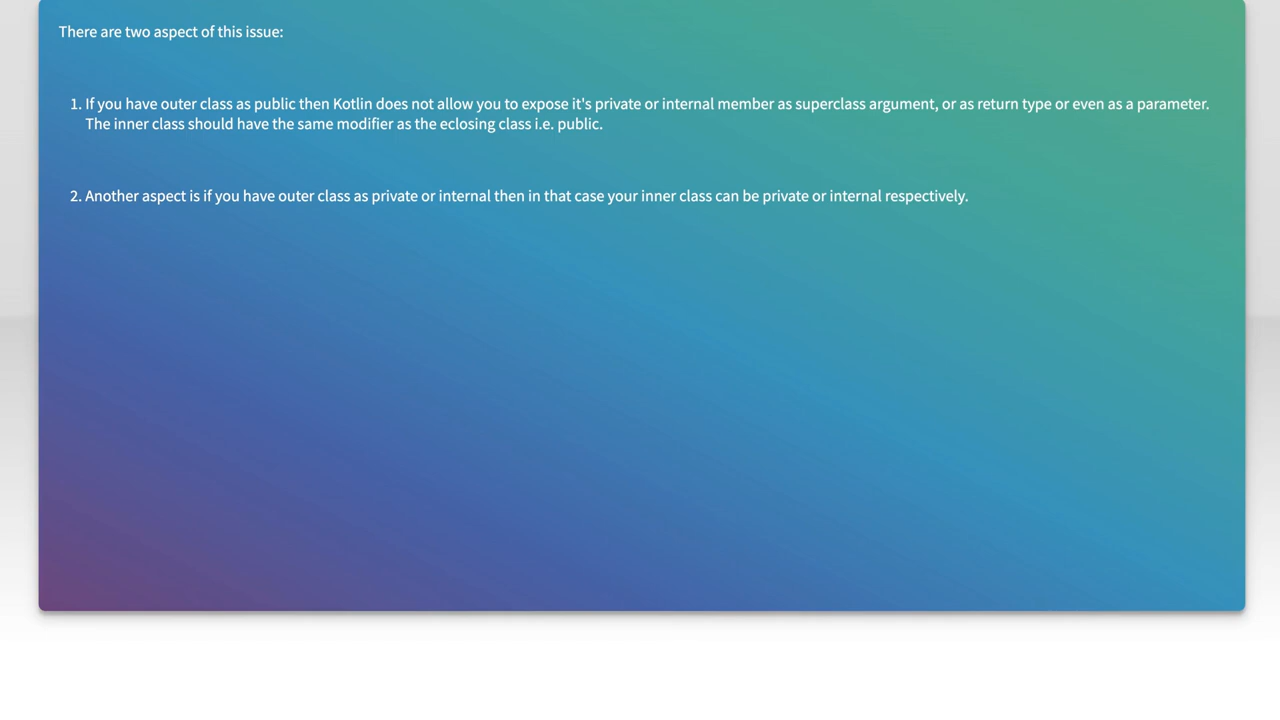 There are two aspect of this issue:
1. If you have outer class as public then Kotlin does not allow you to expose it's private or internal member as superclass argument, or as return type or even as a parameter.
The inner class should have the same modifier as the eclosing class i.e. public.
2. Another aspect is if you have outer class as private or internal then in that case your inner class can be private or internal respectively.